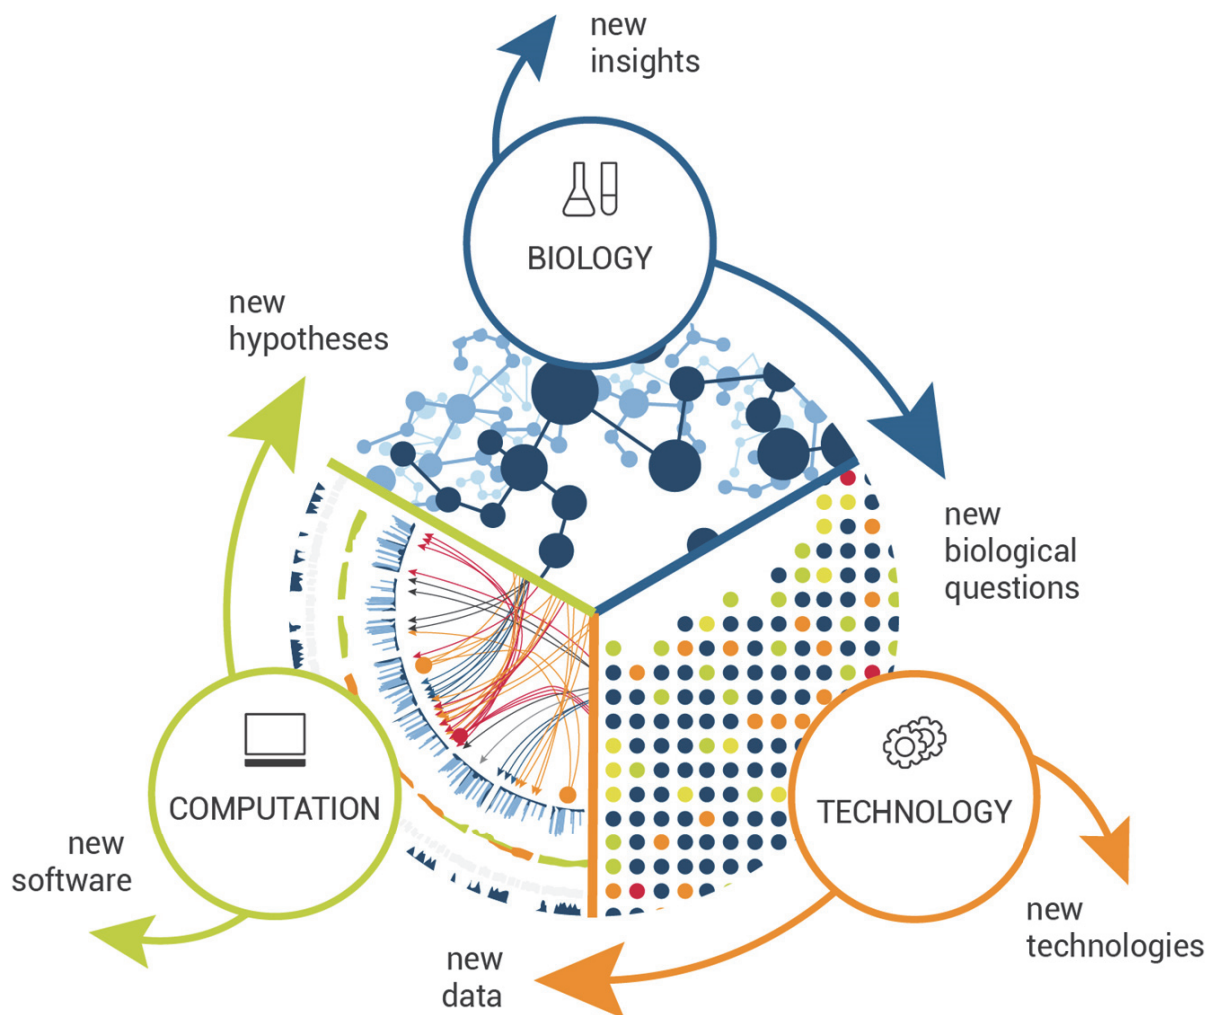 new
insights
BIOLOGY
new
hypotheses
new
biological
questions
COMPUTATION
TECHNOLOGY
new
software
new
technologies
new
data